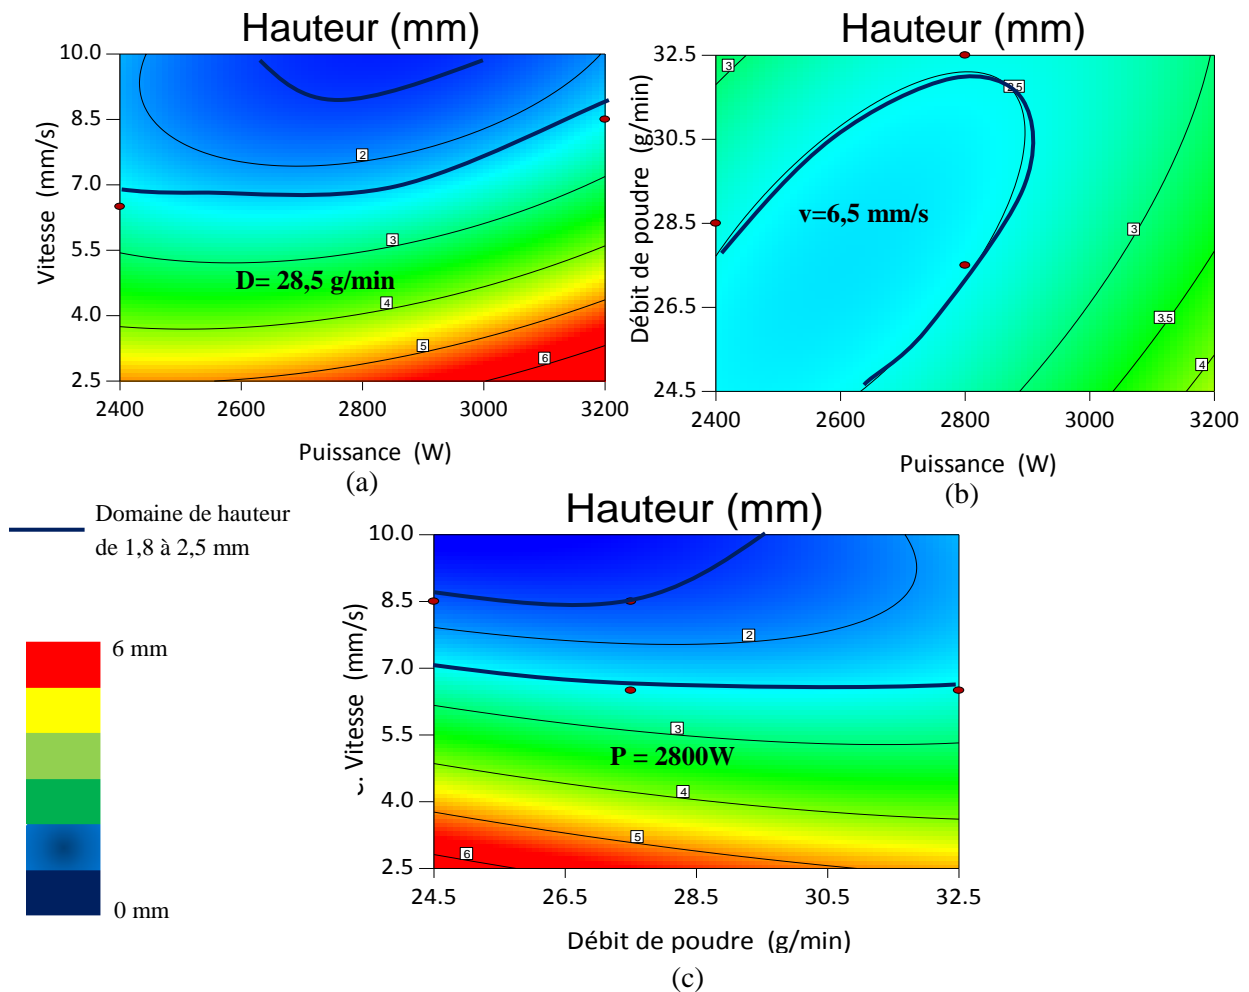 Hauteur (mm)
10.0
8.5
7.0
5.5
4.0
2.5
Vitesse (mm/s)
2
3
4
5
6
D= 28,5 g/min
2400
2600
2800
3000
3200
Puissance (W)
(a)
Hauteur (mm)
32.5
30.5
28.5
26.5
24.5
Débit de poudre (g/min)
3
2.5
3
3.5
4
v=6,5 mm/s
2400
2600
2800
3000
3200
Puissance (W)
(b)
Domaine de hauteur
de 1,8 à 2,5 mm
6 mm
0 mm
Hauteur (mm)
10.0
8.5
7.0
5.5
4.0
2.5
Vitesse (mm/s)
2
3
P = 2800W
4
5
6
24.5
26.5
28.5
30.5
32.5
Débit de poudre (g/min)
(c)